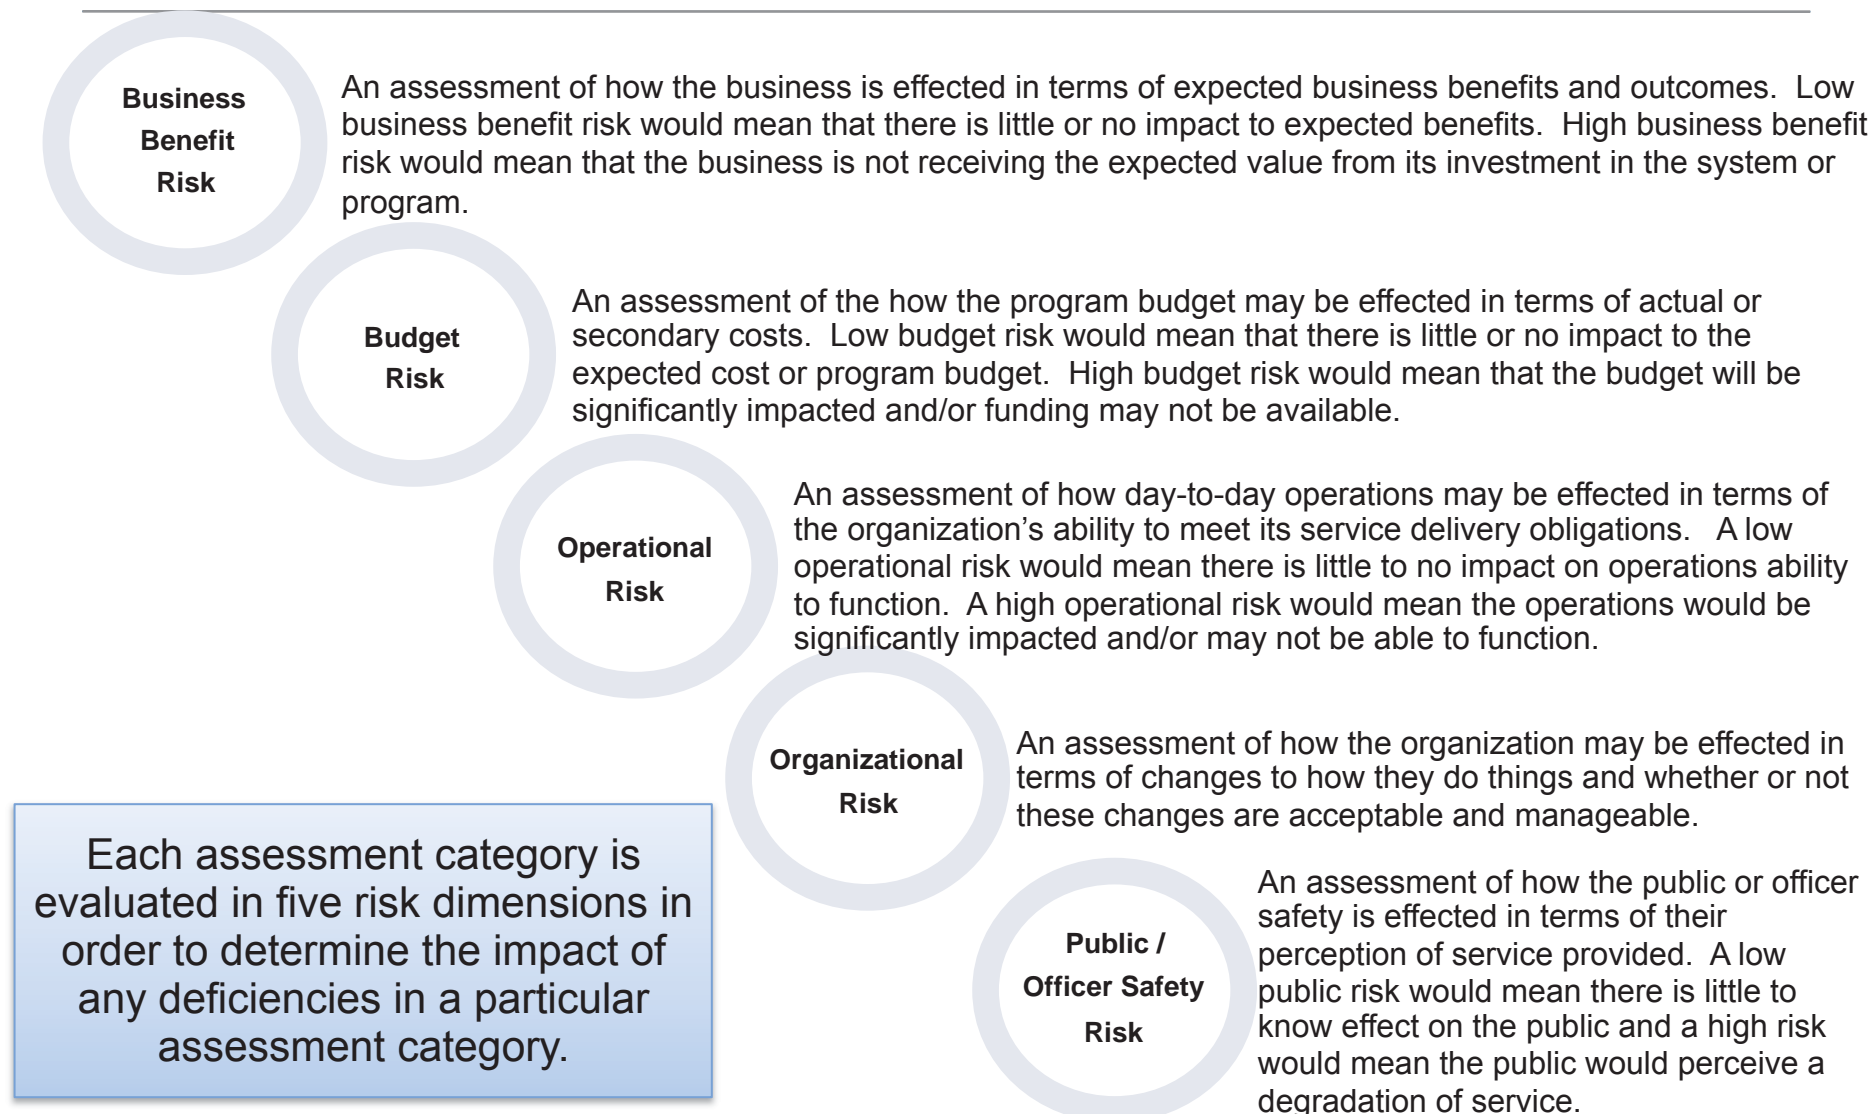 Business
Benefit
Risk
An assessment of how the business is effected in terms of expected business benefits and outcomes.  Low
business benefit risk would mean that there is little or no impact to expected benefits.  High business benefit
risk would mean that the business is not receiving the expected value from its investment in the system or
program.
Budget
Risk
An assessment of the how the program budget may be effected in terms of actual or
secondary costs.  Low budget risk would mean that there is little or no impact to the
expected cost or program budget.  High budget risk would mean that the budget will be
significantly impacted and/or funding may not be available.
Operational
Risk
An assessment of how day-to-day operations may be effected in terms of
the organization’s ability to meet its service delivery obligations.   A low
operational risk would mean there is little to no impact on operations ability
to function.  A high operational risk would mean the operations would be
significantly impacted and/or may not be able to function.
Organizational
Risk
An assessment of how the organization may be effected in
terms of changes to how they do things and whether or not
these changes are acceptable and manageable.
Each assessment category is
evaluated in five risk dimensions in
order to determine the impact of
any deficiencies in a particular
assessment category.
Public /
Officer Safety
Risk
An assessment of how the public or officer
safety is effected in terms of their
perception of service provided.  A low
public risk would mean there is little to
know effect on the public and a high risk
would mean the public would perceive a
degradation of service.